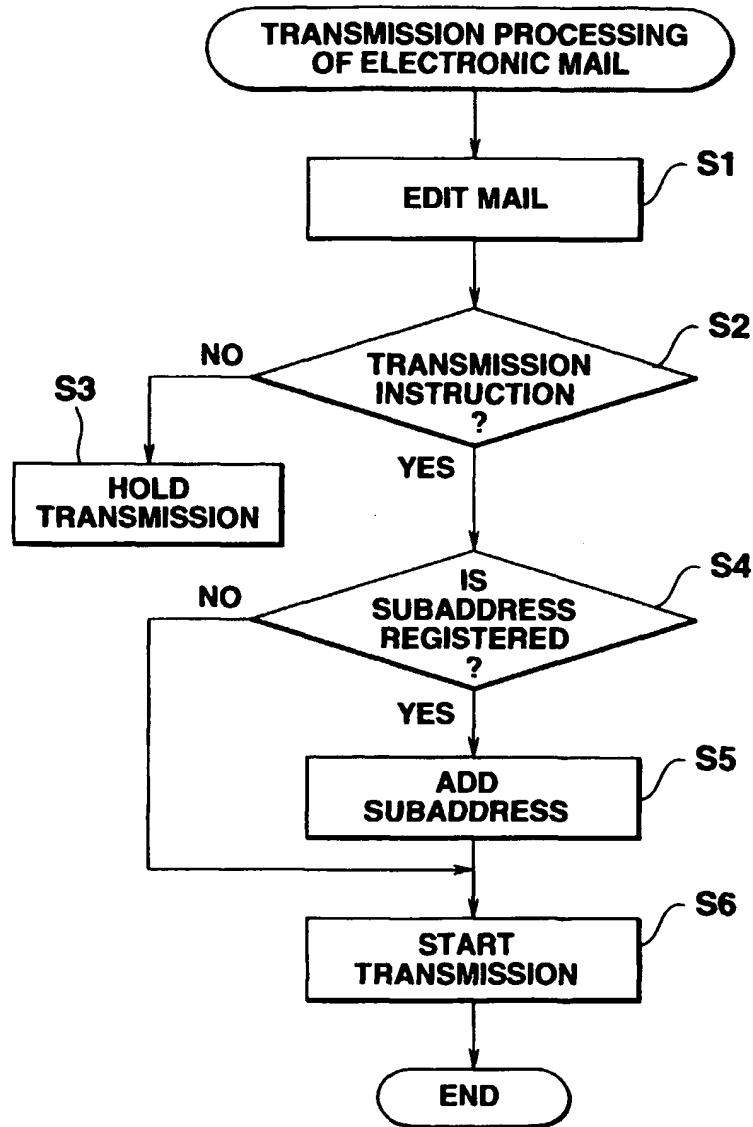 TRANSMISSION PROCESSING
OF ELECTRONIC MAIL
S1
EDIT MAIL
S2
NO
TRANSMISSION
INSTRUCTION
?
S3
YES
HOLD
TRANSMISSION
S4
NO
IS
SUBADDRESS
REGISTERED
?
YES
S5
ADD
SUBADDRESS
S6
START
TRANSMISSION
END